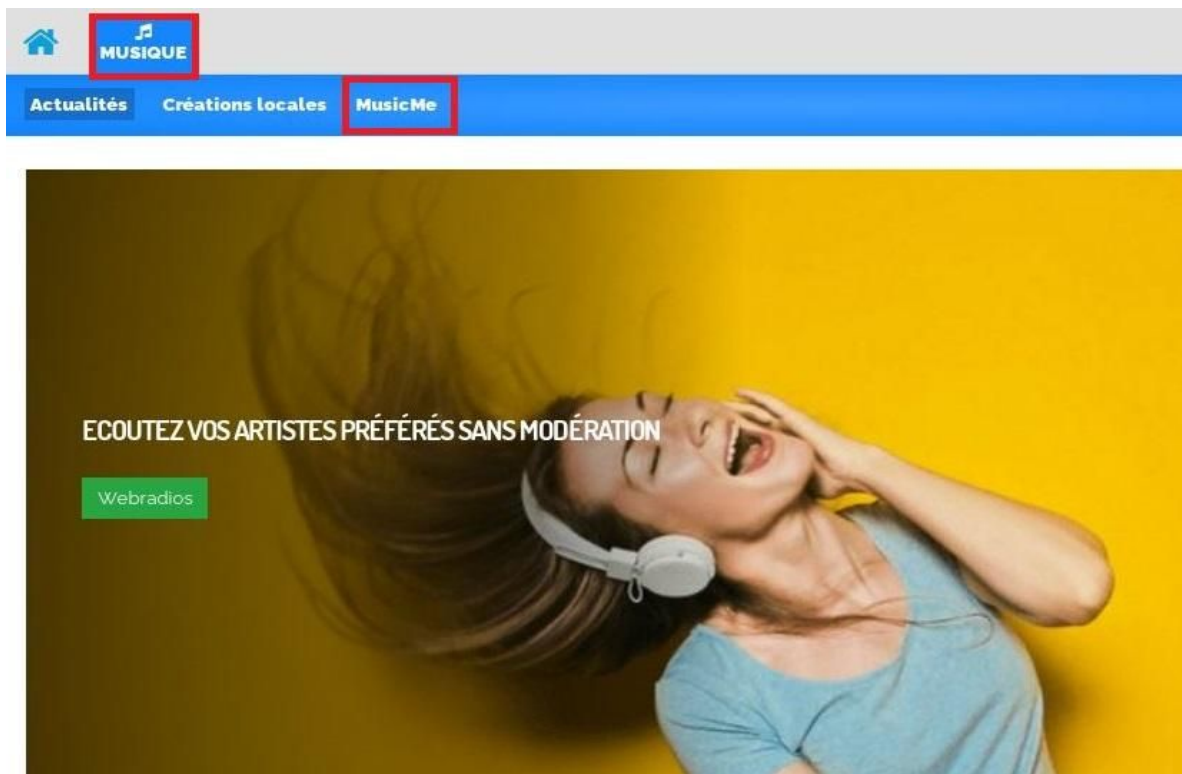 MUSIQUE
Actualités Créations locales MusicMe
ECOUTEZ VOS ARTISTES PRÉFÉRÉS SANS MODÉRATION
Webradios